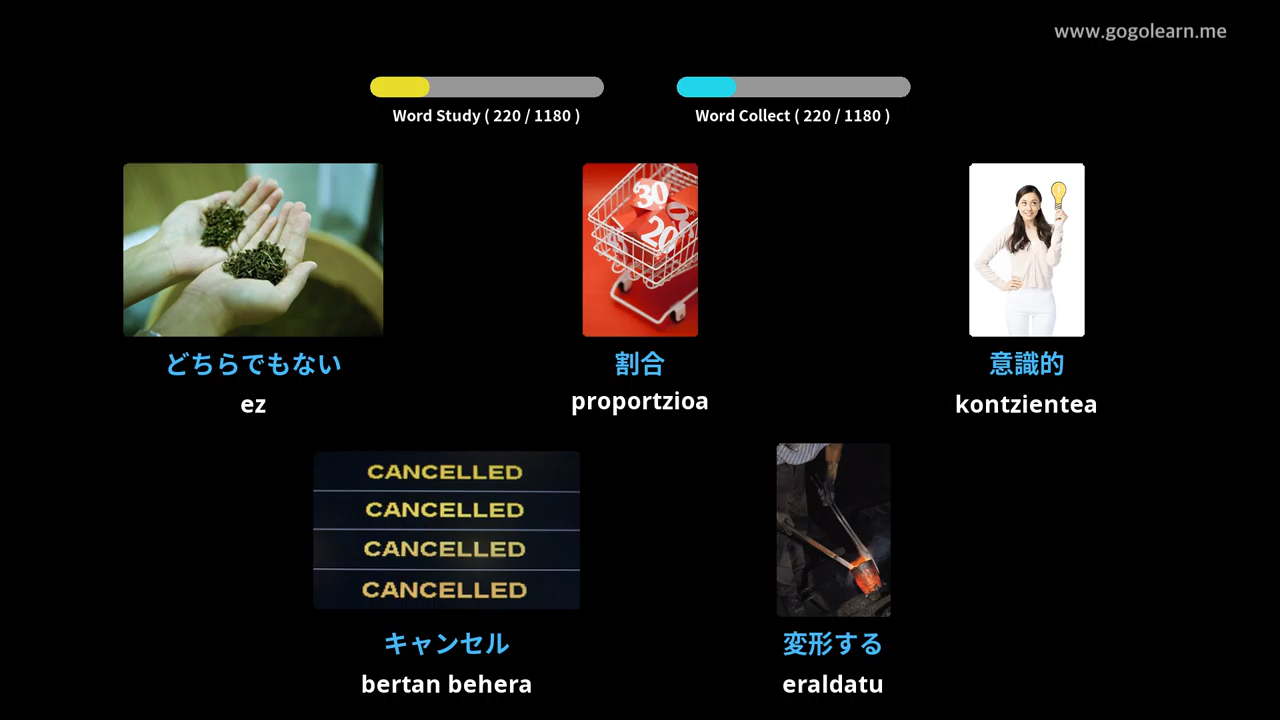 www.gogolearn.me
Word Study ( 220 / 1180 )
Word Collect ( 220 / 1180 )
30
20
どちらでもない
ez
割合
proportzioa
意識的
kontzientea
CANCELLED
CANCELLED
CANCELLED
CANCELLED
キャンセル
bertan behera
変形する
eraldatu